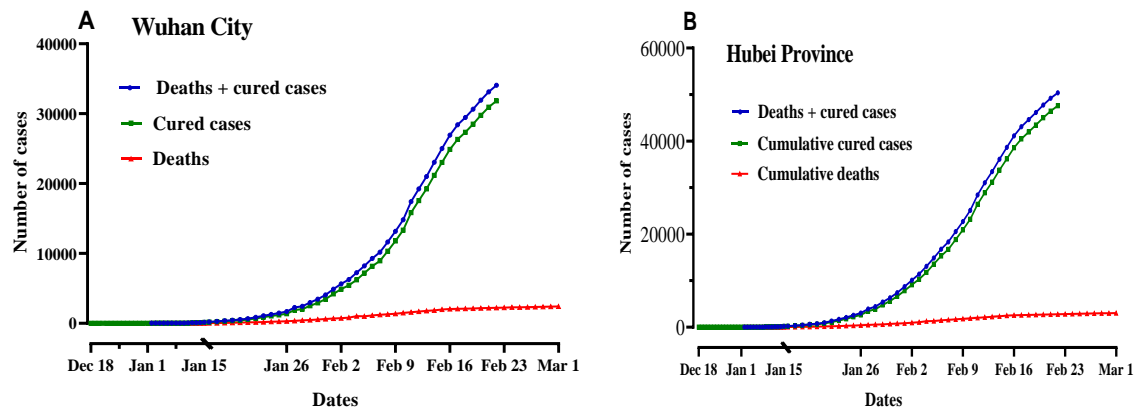 A
Wuhan City
Number of cases
40000
30000
20000
10000
0
Deaths + cured cases
Cured cases
Deaths
Dec 18 Jan 1 Jan 15 Jan 26 Feb 2 Feb 9 Feb 16 Feb 23 Mar 1
Dates
B
Hubei Province
Number of cases
60000
40000
20000
0
Deaths + cured cases
Cumulative cured cases
Cumulative deaths
Dec 18 Jan 1 Jan 15 Jan 26 Feb 2 Feb 9 Feb 16 Feb 23 Mar 1
Dates